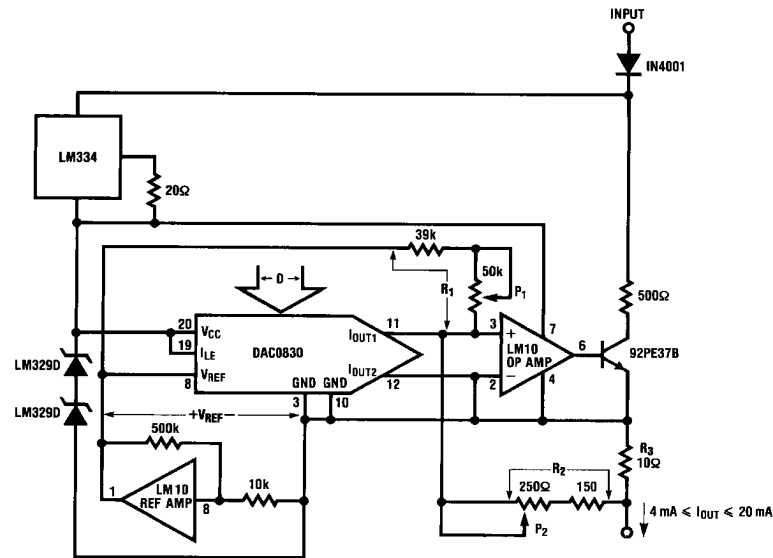 INPUT
IN4001
LM334
20Ω
39k
50k
P1
R1
←D→
500Ω
20
VCC
19
ILE
VREF
8
DAC0830
IOUT1
11
IOUT2
12
GND
GND
3
10
3
+
LM10
OP AMP
−
2
7
6
4
92PE37B
LM329D
LM329D
+VREF−
500k
1
LM10
REF AMP
8
10k
R2
250Ω
150
P2
R3
10Ω
4 mA ≤ IOUT ≤ 20 mA